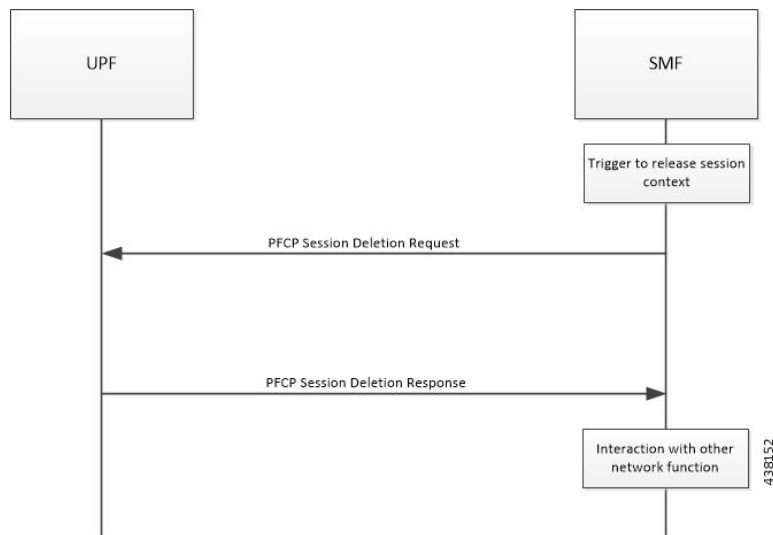 UPF
SMF
Trigger to release session
context
PFCP Session Deletion Request
PFCP Session Deletion Response
Interaction with other
network function
438152